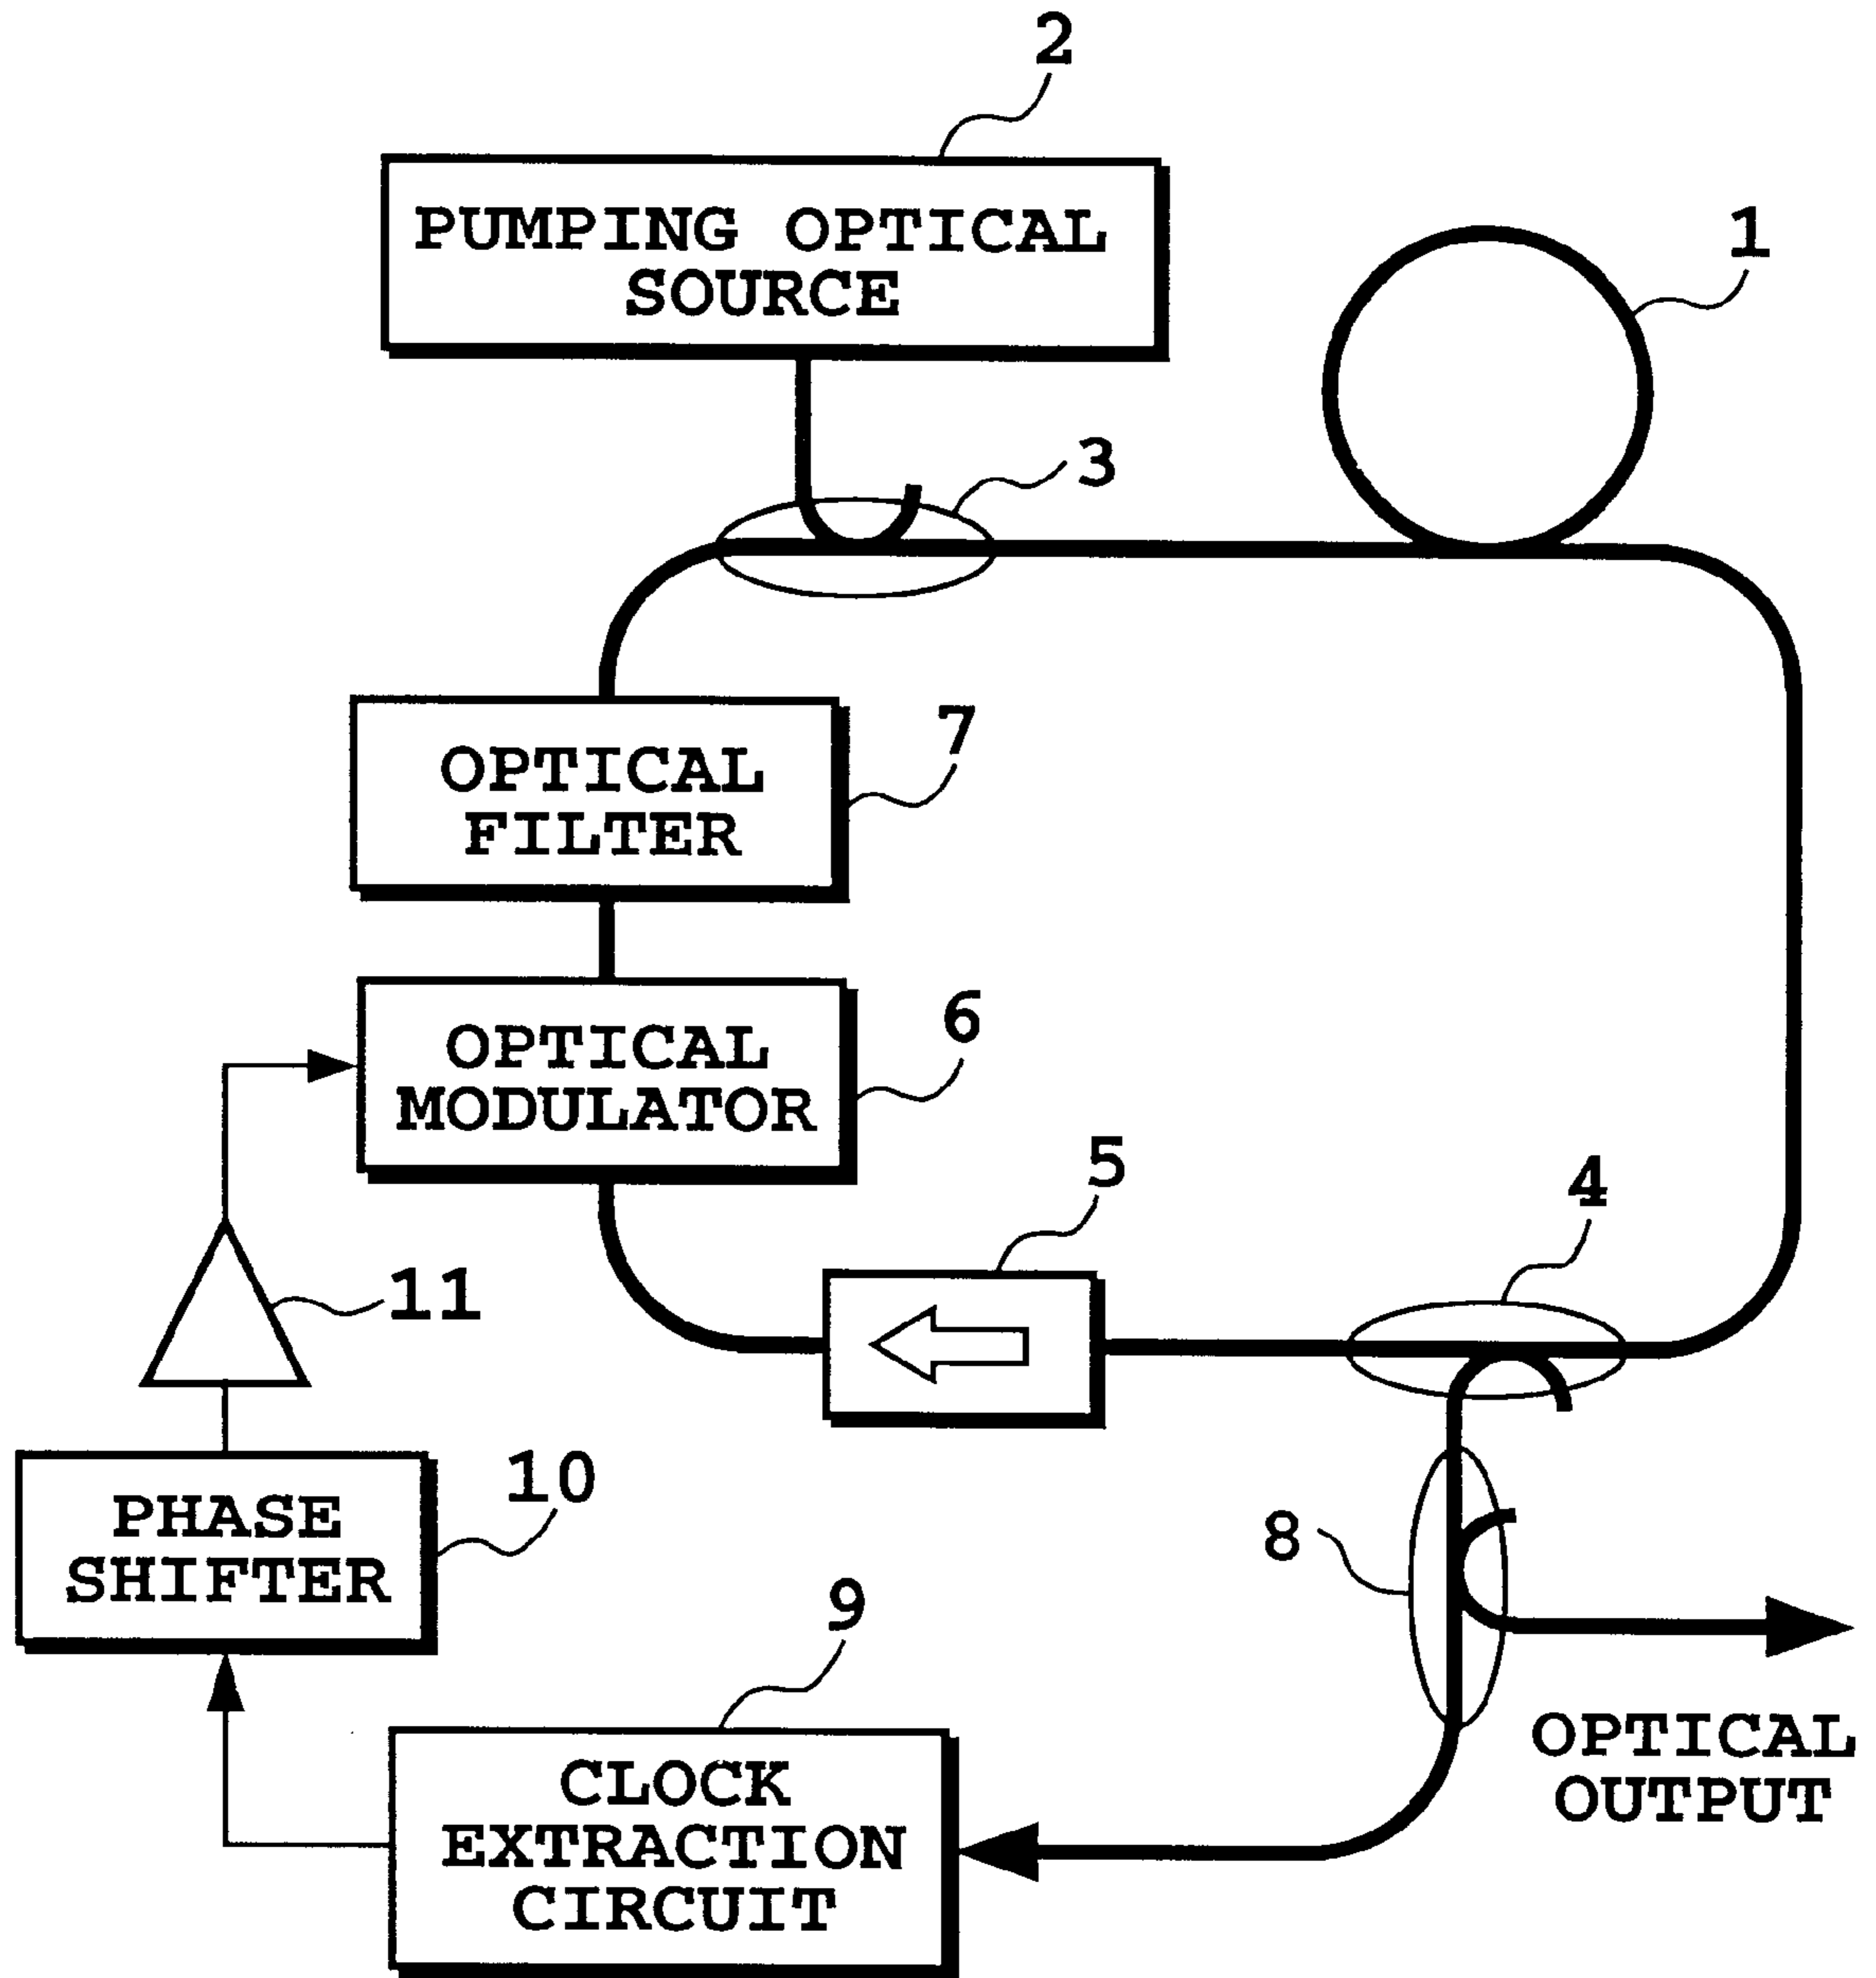 2
PUMPING OPTICAL
SOURCE
1
3
OPTICAL
FILTER
7
OPTICAL
MODULATOR
6
5
4
11
PHASE
SHIFTER
10
8
9
CLOCK
EXTRACTION
CIRCUIT
OPTICAL
OUTPUT